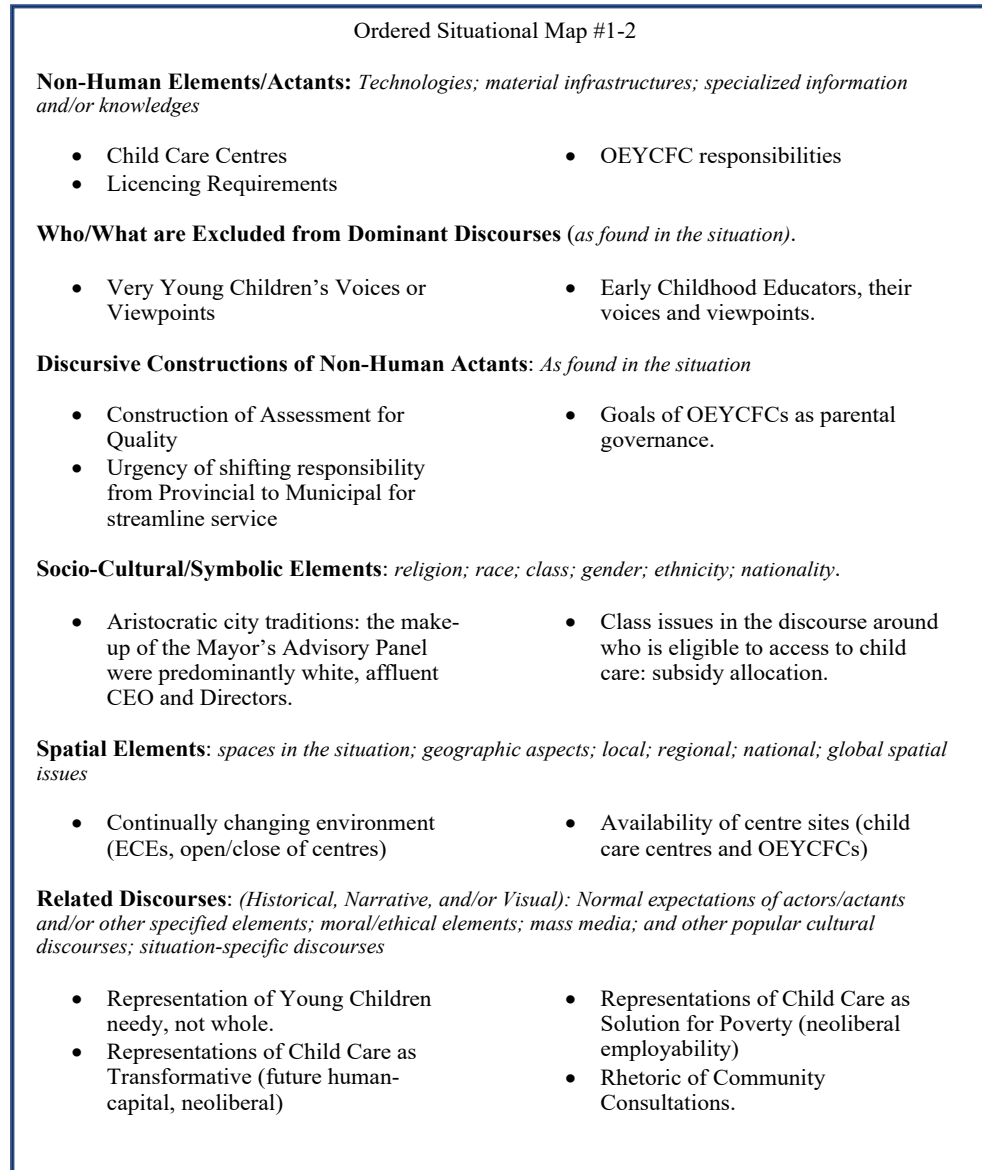 Ordered Situational Map #1-2
Non-Human Elements/Actants: Technologies; material infrastructures; specialized information
and/or knowledges
• Child Care Centres
• Licencing Requirements
• OEYCFC responsibilities
Who/What are Excluded from Dominant Discourses (as found in the situation).
• Very Young Children's Voices or
Viewpoints
• Early Childhood Educators, their
voices and viewpoints.
Discursive Constructions of Non-Human Actants: As found in the situation
• Construction of Assessment for
Quality
• Urgency of shifting responsibility
from Provincial to Municipal for
streamline service
• Goals of OEYCFCs as parental
governance.
Socio-Cultural/Symbolic Elements: religion; race; class; gender; ethnicity; nationality.
• Aristocratic city traditions: the make-
up of the Mayor's Advisory Panel
were predominantly white, affluent
CEO and Directors.
• Class issues in the discourse around
who is eligible to access to child
care: subsidy allocation.
Spatial Elements: spaces in the situation; geographic aspects; local; regional; national; global spatial
issues
• Continually changing environment
(ECEs, open/close of centres)
• Availability of centre sites (child
care centres and OEYCFCs)
Related Discourses: (Historical, Narrative, and/or Visual): Normal expectations of actors/actants
and/or other specified elements; moral/ethical elements; mass media; and other popular cultural
discourses; situation-specific discourses
• Representation of Young Children
needy, not whole.
• Representations of Child Care as
Transformative (future human-
capital, neoliberal)
• Representations of Child Care as
Solution for Poverty (neoliberal
employability)
• Rhetoric of Community
Consultations.